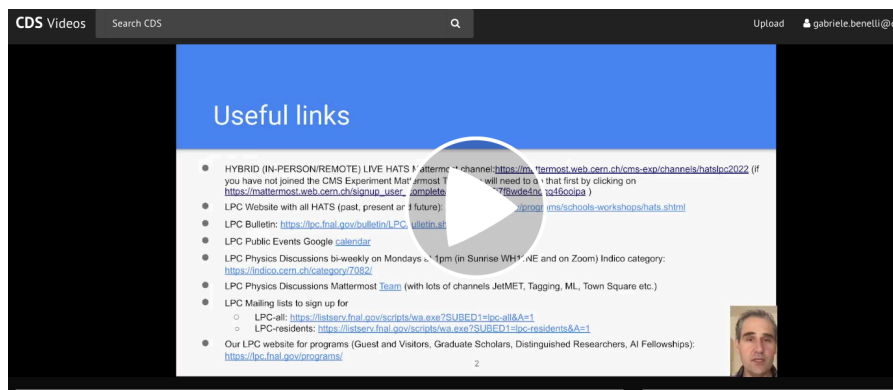 CDS Videos
Search CDS
Upload
gabriele.benelli@
Useful links
HYBRID (IN-PERSON/REMOTE) LIVE HATS Mattermost channel:https://mattermost.web.cern.ch/cms-exp/channels/hatslpc2022 (if
you have not joined the CMS Experiment Mattermost will need to do that first by clicking on
https://mattermost.web.cern.ch/signup_user_complete/ )
LPC Website with all HATS (past, present and future): /programs/schools-workshops/hats.shtml
LPC Bulletin: https://lpc.fnal.gov/bulletin/LPC
LPC Public Events Google calendar
LPC Physics Discussions bi-weekly on Mondays at 1pm (in Sunrise and on Zoom) Indico category:
https://indico.cern.ch/category/7082/
LPC Physics Discussions Mattermost Team (with lots of channels JetMET, Tagging, ML, Town Square etc.)
LPC Mailing lists to sign up for
LPC-all: https://listserv.fnal.gov/scripts/wa.exe?SUBED1=lpc-all&A=1
LPC-residents: https://listserv.fnal.gov/scripts/wa.exe?SUBED1=lpc-residents&A=1
Our LPC website for programs (Guest and Visitors, Graduate Scholars, Distinguished Researchers, AI Fellowships):
https://lpc.fnal.gov/programs/
2